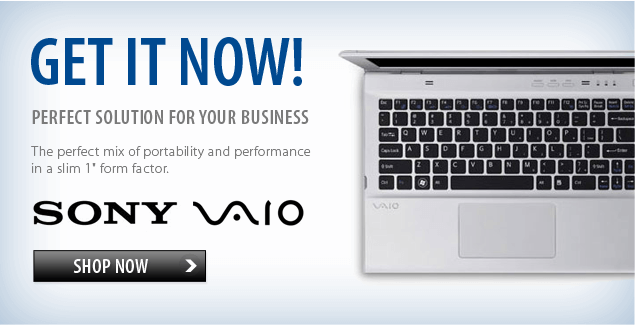 GET IT NOW!
PERFECT SOLUTION FOR YOUR BUSINESS
The perfect mix of portability and performance
in a slim 1" form factor.
SONY VAIO
SHOP NOW
VAIO